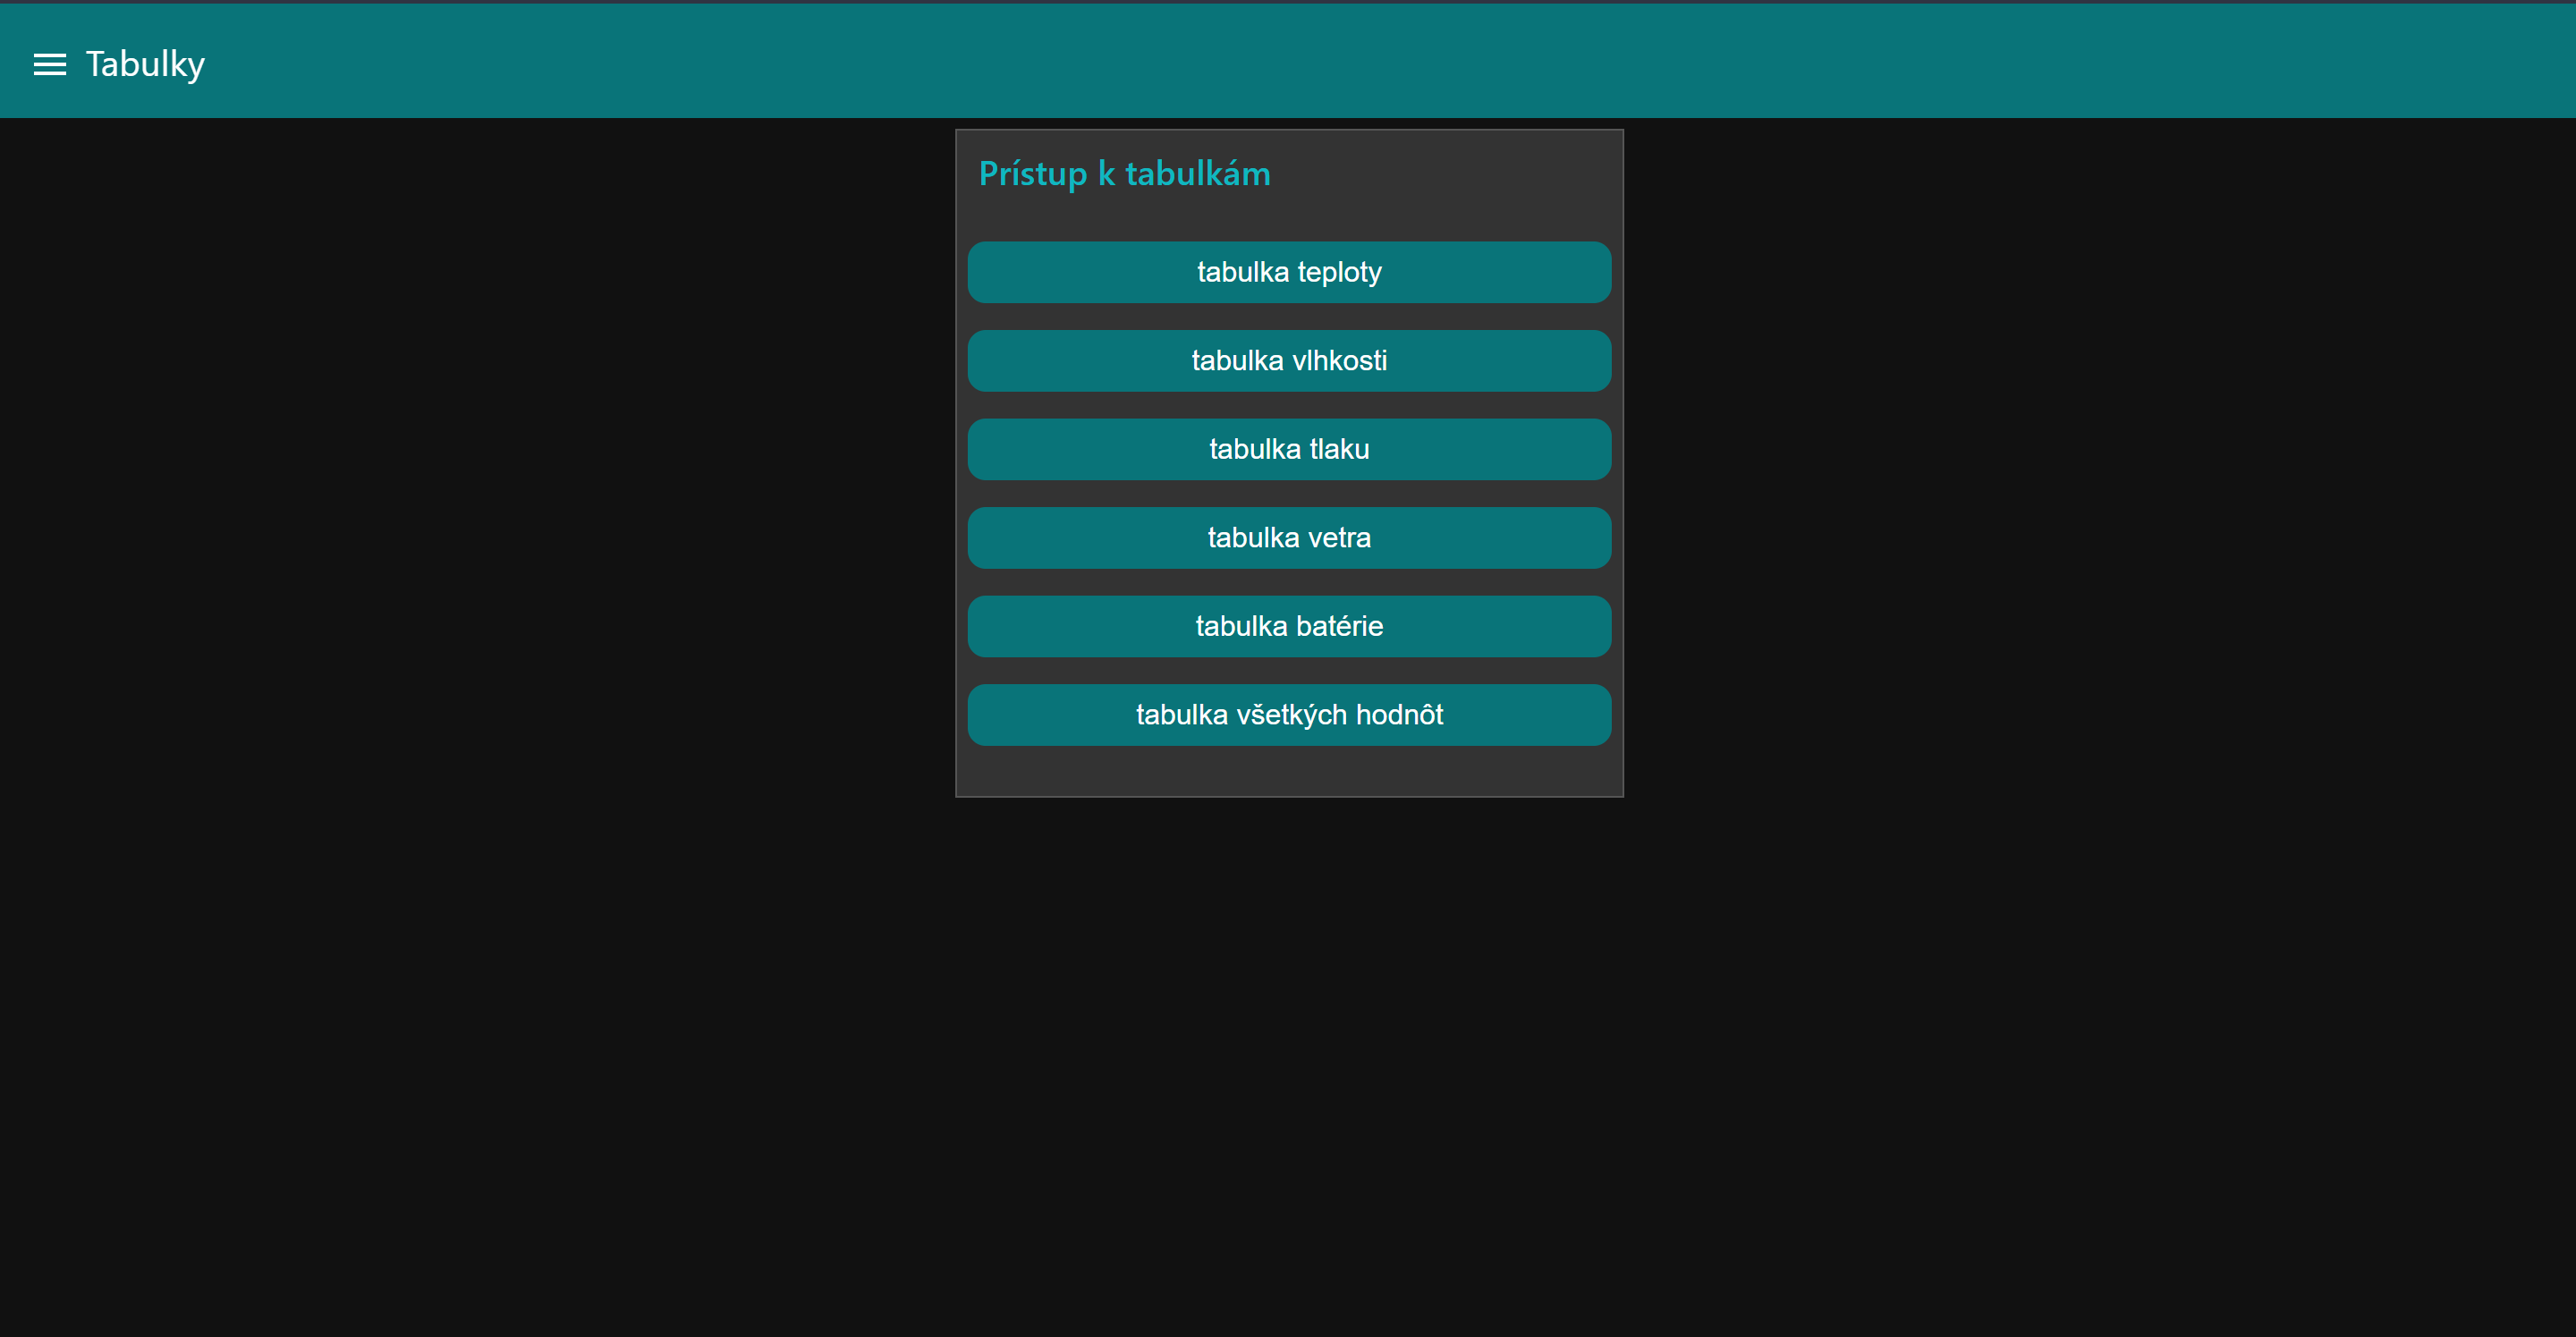 Tabulky
Prístup k tabulkám
tabulka teploty
tabulka vlhkosti
tabulka tlaku
tabulka vetra
tabulka batérie
tabulka všetkých hodnôt